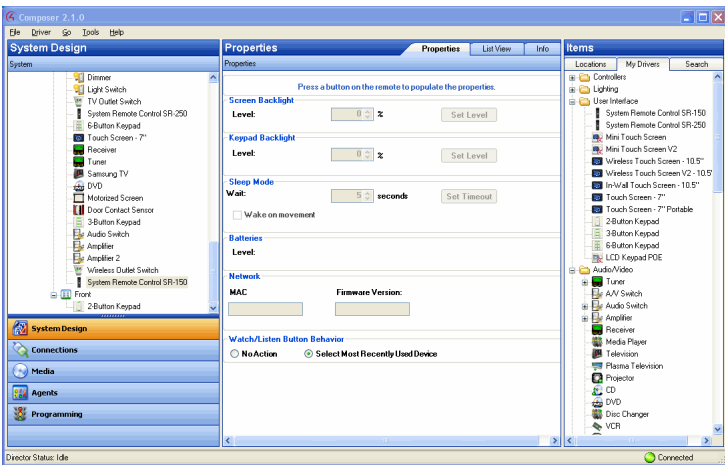 Composer 2.1.0
File Driver Go Tools Help
System Design
System
Dimmer
Light Switch
TV Outlet Switch
System Remote Control SR-250
6-Button Keypad
Touch Screen - 7"
Receiver
Tuner
Samsung TV
DVD
Motorized Screen
Door Contact Sensor
3-Button Keypad
Audio Switch
Amplifier
Amplifier 2
Wireless Outlet Switch
System Remote Control SR-150
Front
2-Button Keypad
System Design
Connections
Media
Agents
Programming
Properties
Properties List View Info
Properties
Press a button on the remote to populate the properties.
Screen Backlight
Level: 0 % Set Level
Keypad Backlight
Level: 0 % Set Level
Sleep Mode
Wait: 5 seconds Set Timeout
Wake on movement
Batteries
Level:
Network
MAC Firmware Version:
Watch/Listen Button Behavior
No Action Select Most Recently Used Device
Items
Locations My Drivers Search
Controllers
Lighting
User Interface
System Remote Control SR-150
System Remote Control SR-250
Mini Touch Screen
Mini Touch Screen V2
Wireless Touch Screen - 10.5"
Wireless Touch Screen V2 - 10.5"
In-Wall Touch Screen - 10.5"
Touch Screen - 7"
Touch Screen - 7" Portable
2-Button Keypad
3-Button Keypad
6-Button Keypad
LCD Keypad POE
Audio/Video
Tuner
A/V Switch
Audio Switch
Amplifier
Receiver
Media Player
Television
Plasma Television
Projector
CD
DVD
Disc Changer
VCR
Director Status: Idle
Connected